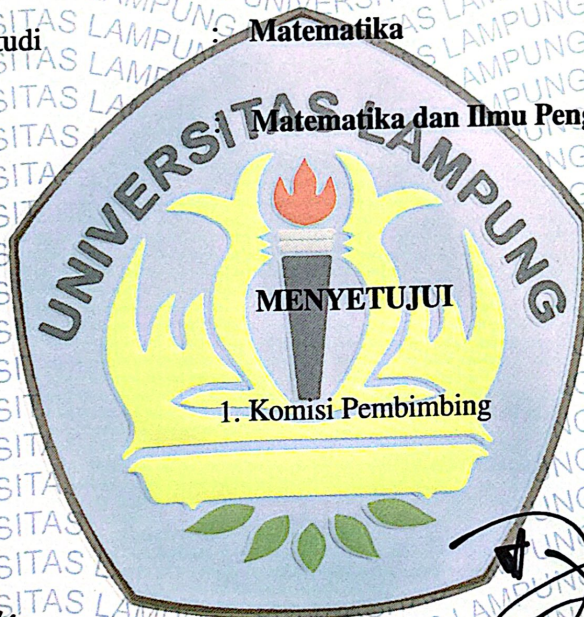 tudi : Matematika
: Matematika dan Ilmu Peng
UNIVERSITAS LAMPUNG
MENYETUJUI
1. Komisi Pembimbing